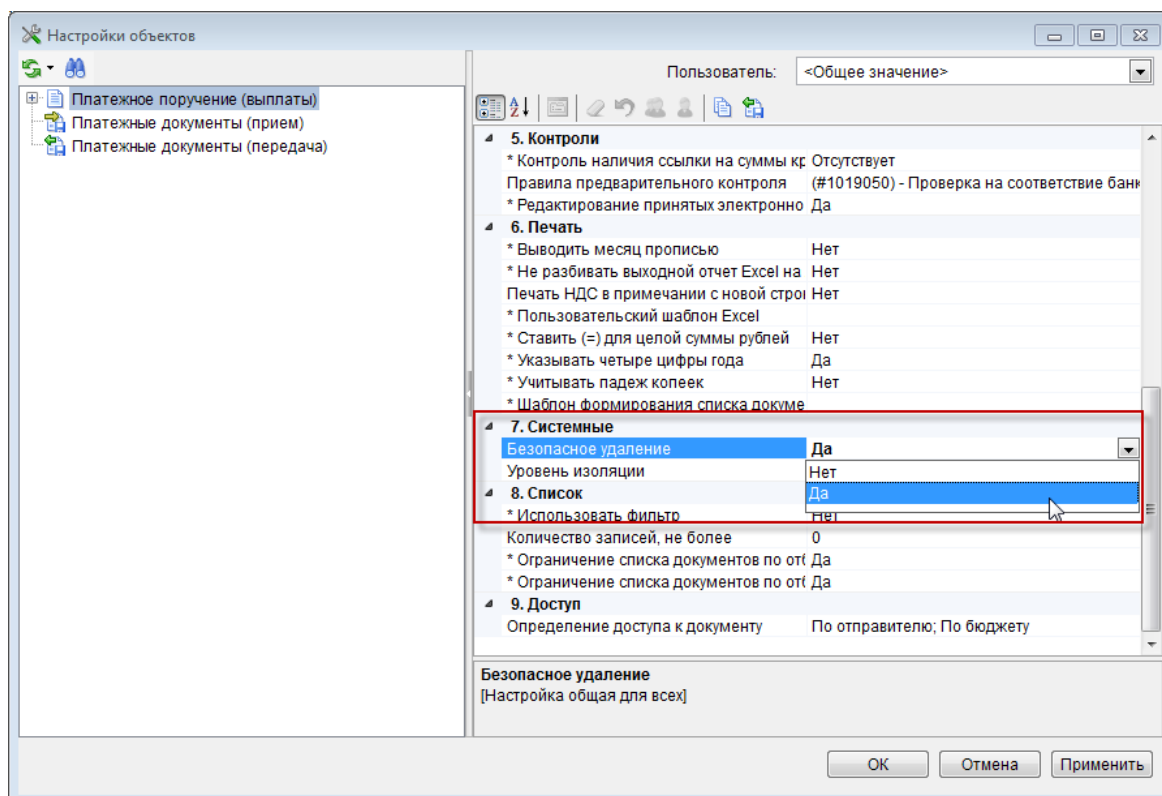 Настройки объектов
Пользователь: <Общее значение>
Платежное поручение (выплаты)
Платежные документы (прием)
Платежные документы (передача)
5. Контроли
* Контроль наличия ссылки на суммы кр Отсутствует
Правила предварительного контроля (#1019050) - Проверка на соответствие банк
* Редактирование принятых электронно Да
6. Печать
* Выводить месяц прописью Нет
* Не разбивать выходной отчет Excel на Нет
Печать НДС в примечании с новой строі Нет
* Пользовательский шаблон Excel
* Ставить (=) для целой суммы рублей Нет
* Указывать четыре цифры года Да
* Учитывать падеж копеек Нет
* Шаблон формирования списка докуме
7. Системные
Безопасное удаление Да
Уровень изоляции
Нет
Да
8. Список
* Использовать фильтр Нет
Количество записей, не более 0
* Ограничение списка документов по отб Да
* Ограничение списка документов по отб Да
9. Доступ
Определение доступа к документу По отправителю; По бюджету
Безопасное удаление
[Настройка общая для всех]
ОК Отмена Применить